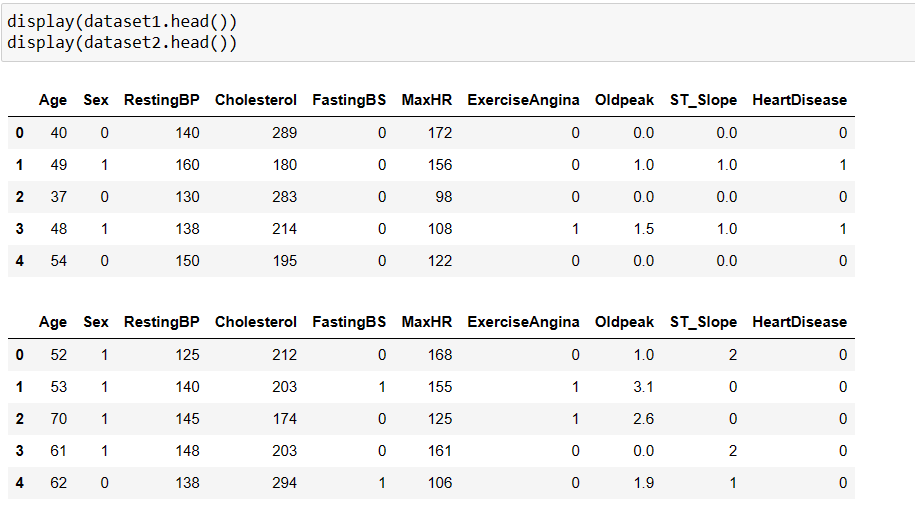 display(dataset1.head())
display(dataset2.head())
Age Sex RestingBP Cholesterol FastingBS MaxHR ExerciseAngina Oldpeak ST_Slope HeartDisease
0 40 0 140 289 0 172 0 0.0 0.0 0
1 49 1 160 180 0 156 0 1.0 1.0 1
2 37 0 130 283 0 98 0 0.0 0.0 0
3 48 1 138 214 0 108 1 1.5 1.0 1
4 54 0 150 195 0 122 0 0.0 0.0 0
Age Sex RestingBP Cholesterol FastingBS MaxHR ExerciseAngina Oldpeak ST_Slope HeartDisease
0 52 1 125 212 0 168 0 1.0 2 0
1 53 1 140 203 1 155 1 3.1 0 0
2 70 1 145 174 0 125 1 2.6 0 0
3 61 1 148 203 0 161 0 0.0 2 0
4 62 0 138 294 1 106 0 1.9 1 0